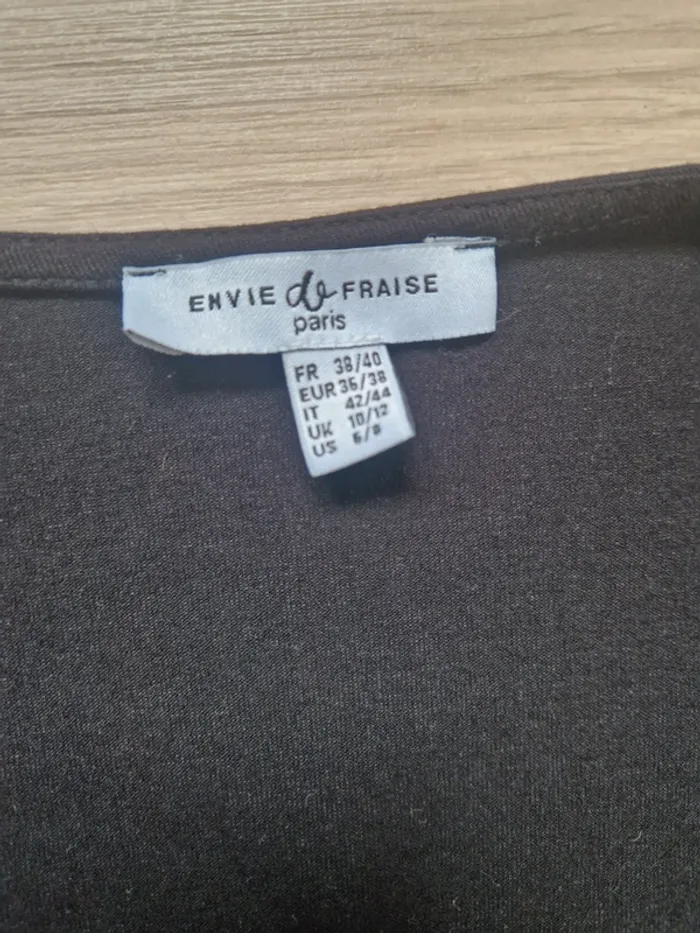 ENVIE de FRAISE
paris
FR 38/40
EUR 36/38
IT 42/44
UK 10/12
US 6/8